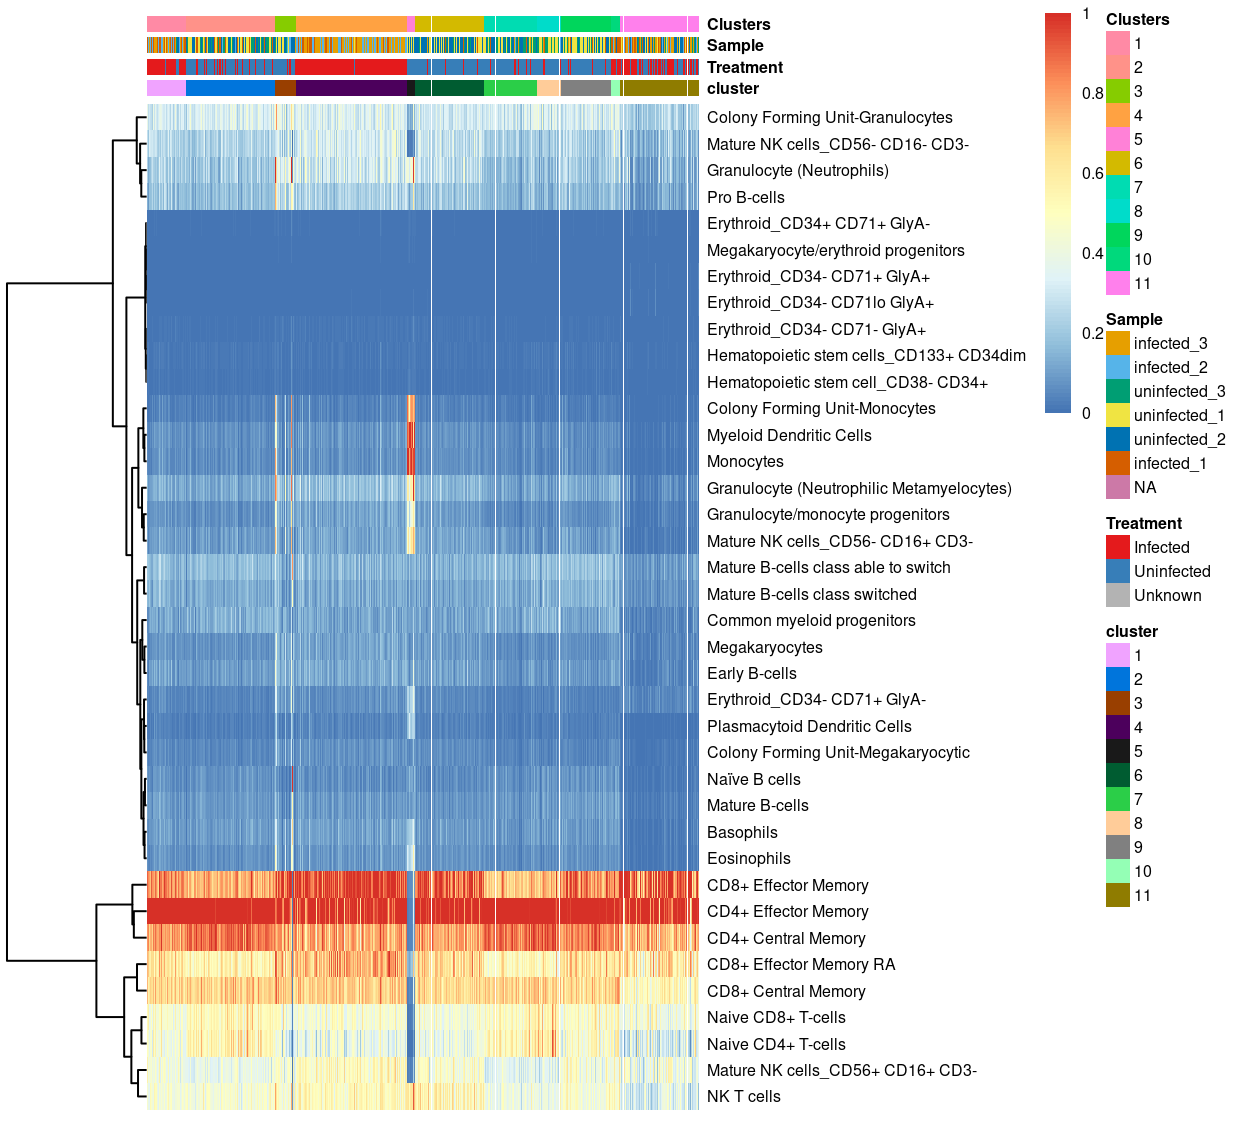 Clusters
Sample
Treatment
cluster
Colony Forming Unit-Granulocytes
Mature NK cells_CD56- CD16- CD3-
Granulocyte (Neutrophils)
Pro B-cells
Erythroid_CD34+ CD71+ GlyA-
Megakaryocyte/erythroid progenitors
Erythroid_CD34- CD71+ GlyA+
Erythroid_CD34- CD71lo GlyA+
Erythroid_CD34- CD71- GlyA+
Hematopoietic stem cells_CD133+ CD34dim
Hematopoietic stem cell_CD38- CD34+
Colony Forming Unit-Monocytes
Myeloid Dendritic Cells
Monocytes
Granulocyte (Neutrophilic Metamyelocytes)
Granulocyte/monocyte progenitors
Mature NK cells_CD56- CD16+ CD3-
Mature B-cells class able to switch
Mature B-cells class switched
Common myeloid progenitors
Megakaryocytes
Early B-cells
Erythroid_CD34- CD71+ GlyA-
Plasmacytoid Dendritic Cells
Colony Forming Unit-Megakaryocytic
Naïve B cells
Mature B-cells
Basophils
Eosinophils
CD8+ Effector Memory
CD4+ Effector Memory
CD4+ Central Memory
CD8+ Effector Memory RA
CD8+ Central Memory
Naive CD8+ T-cells
Naive CD4+ T-cells
Mature NK cells_CD56+ CD16+ CD3-
NK T cells
1
0.8
0.6
0.4
0.2
0
Clusters
1
2
3
4
5
6
7
8
9
10
11
Sample
infected_3
infected_2
uninfected_3
uninfected_1
uninfected_2
infected_1
NA
Treatment
Infected
Uninfected
Unknown
cluster
1
2
3
4
5
6
7
8
9
10
11